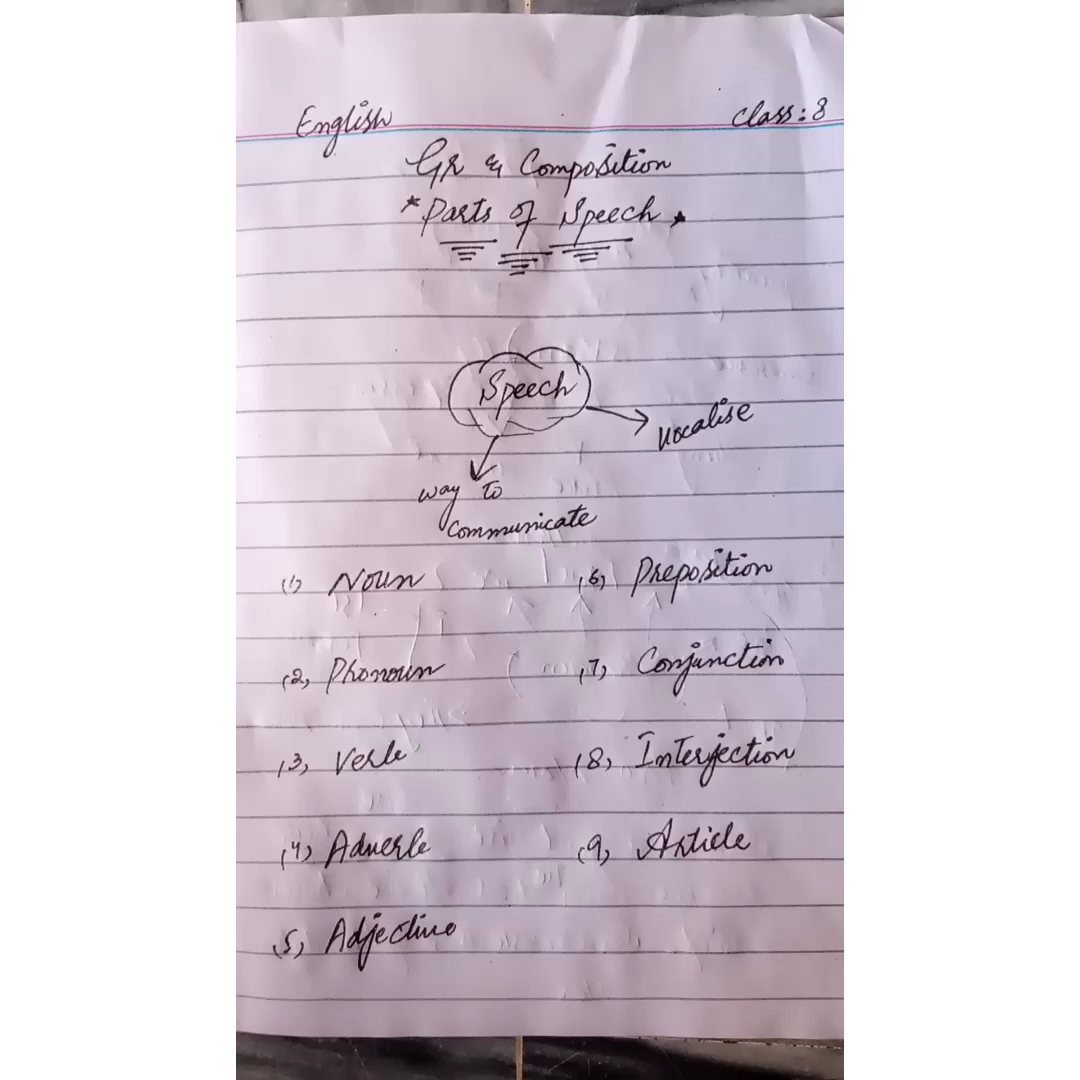 English
Class: 8
Gr & Composition
* Parts of Speech *
Speech
vocalise
way to
communicate
(1) Noun
(2) Pronoun
(3) Verb
(4) Adverb
(5) Adjective
(6) Preposition
(7) Conjunction
(8) Interjection
(9) Article